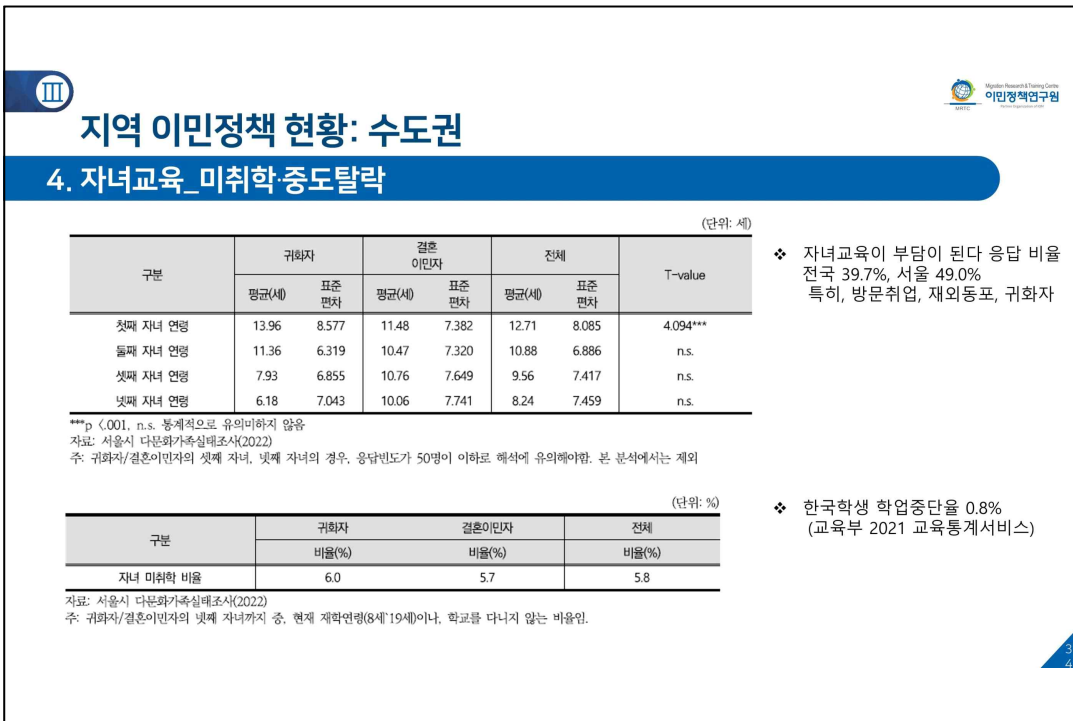 Ⅲ
Migration Research & Training Centre
이민정책연구원
MRTC
지역 이민정책 현황: 수도권
4. 자녀교육_미취학·중도탈락
(단위: 세)
구분 귀화자 결혼이민자 전체 T-value
평균(세) 표준편차 평균(세) 표준편차 평균(세) 표준편차
첫째 자녀 연령 13.96 8.577 11.48 7.382 12.71 8.085 4.094***
둘째 자녀 연령 11.36 6.319 10.47 7.320 10.88 6.886 n.s.
셋째 자녀 연령 7.93 6.855 10.76 7.649 9.56 7.417 n.s.
넷째 자녀 연령 6.18 7.043 10.06 7.741 8.24 7.459 n.s.
***p <.001, n.s. 통계적으로 유의미하지 않음
자료: 서울시 다문화가족실태조사(2022)
주: 귀화자/결혼이민자의 셋째 자녀, 넷째 자녀의 경우, 응답빈도가 50명이 이하로 해석에 유의해야함. 본 분석에서는 제외
❖ 자녀교육이 부담이 된다 응답 비율
전국 39.7%, 서울 49.0%
특히, 방문취업, 재외동포, 귀화자
(단위: %)
구분 귀화자 결혼이민자 전체
비율(%) 비율(%) 비율(%)
자녀 미취학 비율 6.0 5.7 5.8
자료: 서울시 다문화가족실태조사(2022)
주: 귀화자/결혼이민자의 넷째 자녀까지 중, 현재 재학연령(8세~19세)이나, 학교를 다니지 않는 비율임.
❖ 한국학생 학업중단율 0.8%
(교육부 2021 교육통계서비스)
3
4